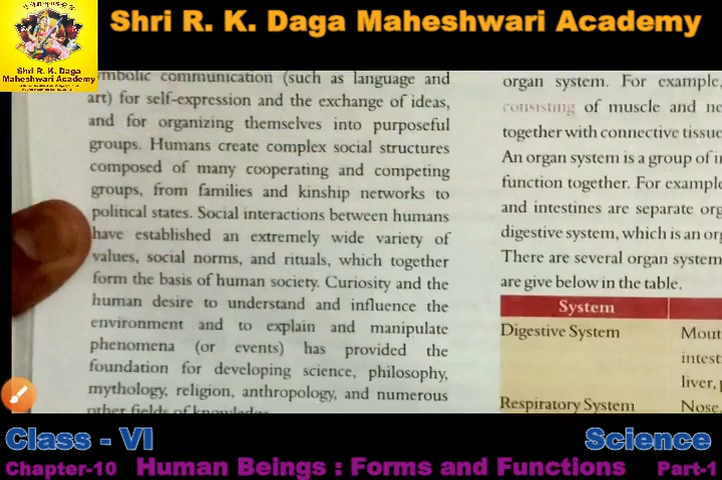 Shri R. K. Daga Maheshwari Academy
Shri R. K. Daga
Maheshwari Academy
symbolic communication (such as language and
art) for self-expression and the exchange of ideas,
and for organizing themselves into purposeful
groups. Humans create complex social structures
composed of many cooperating and competing
groups, from families and kinship networks to
political states. Social interactions between humans
have established an extremely wide variety of
values, social norms, and rituals, which together
form the basis of human society. Curiosity and the
human desire to understand and influence the
environment and to explain and manipulate
phenomena (or events) has provided the
foundation for developing science, philosophy,
mythology, religion, anthropology, and numerous
other fields of knowledge
organ system. For example,
consisting of muscle and ne
together with connective tissue
An organ system is a group of
function together. For example
and intestines are separate org
digestive system, which is an org
There are several organ system
are give below in the table.
System
Digestive System Mout
intest
liver, p
Respiratory System Nose
Class - VI
Science
Chapter-10 Human Beings : Forms and Functions Part-1